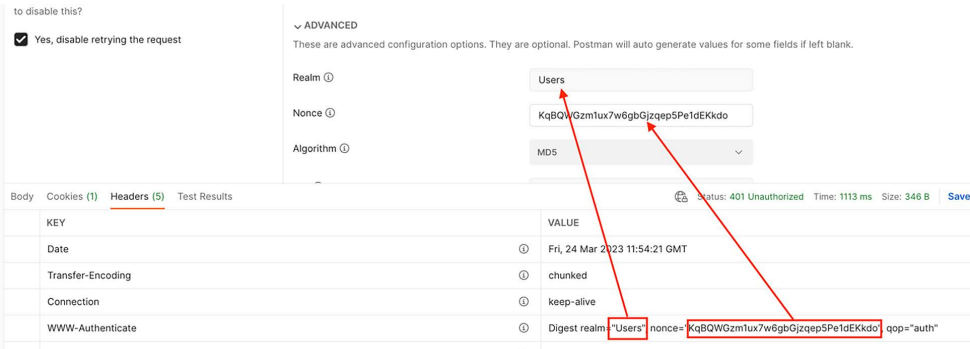 to disable this?
Yes, disable retrying the request
ADVANCED
These are advanced configuration options. They are optional. Postman will auto generate values for some fields if left blank.
Realm
Users
Nonce
KqBQWGzm1ux7w6gbGjzqep5Pe1dEKkdo
Algorithm
MD5
Body Cookies (1) Headers (5) Test Results Status: 401 Unauthorized Time: 1113 ms Size: 346 B Save
KEY VALUE
Date Fri, 24 Mar 2023 11:54:21 GMT
Transfer-Encoding chunked
Connection keep-alive
WWW-Authenticate Digest realm="Users", nonce="KqBQWGzm1ux7w6gbGjzqep5Pe1dEKkdo", qop="auth"